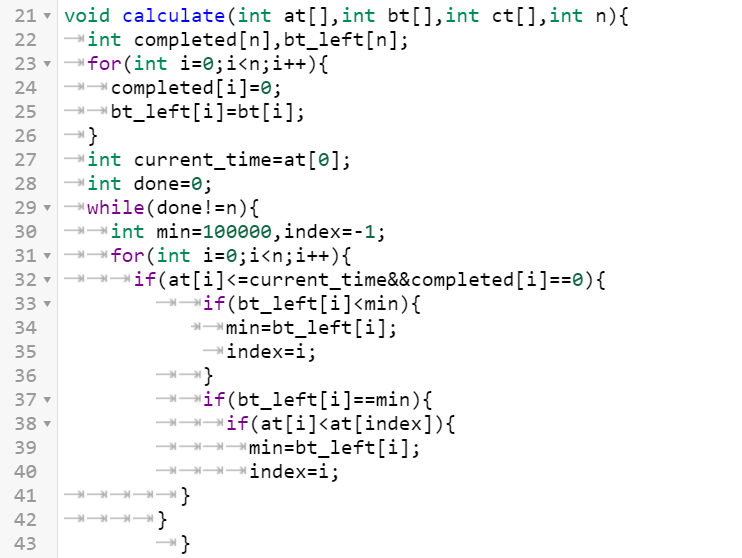 21 void calculate(int at[],int bt[],int ct[],int n){
22 int completed[n],bt_left[n];
23 for(int i=0;i<n;i++){
24 completed[i]=0;
25 bt_left[i]=bt[i];
26 }
27 int current_time=at[0];
28 int done=0;
29 while(done!=n){
30 int min=100000,index=-1;
31 for(int i=0;i<n;i++){
32 if(at[i]<=current_time&&completed[i]==0){
33 if(bt_left[i]<min){
34 min=bt_left[i];
35 index=i;
36 }
37 if(bt_left[i]==min){
38 if(at[i]<at[index]){
39 min=bt_left[i];
40 index=i;
41 }
42 }
43 }